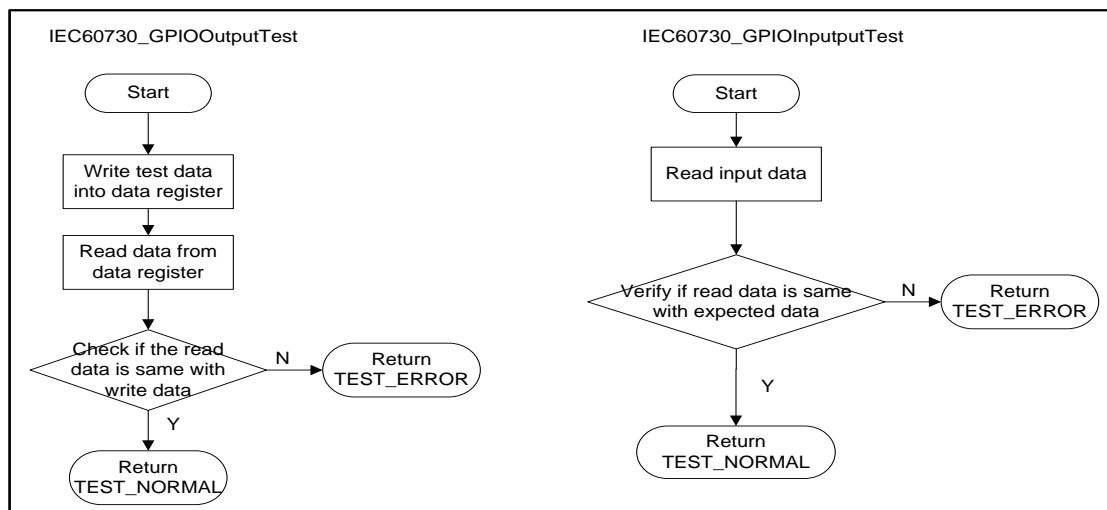 IEC60730_GPIOOutputTest
Start
Write test data
into data register
Read data from
data register
Check if the read
data is same with
write data
N
Return
TEST_ERROR
Y
Return
TEST_NORMAL
IEC60730_GPIOInputputTest
Start
Read input data
Verify if read data is same
with expected data
N
Return
TEST_ERROR
Y
Return
TEST_NORMAL